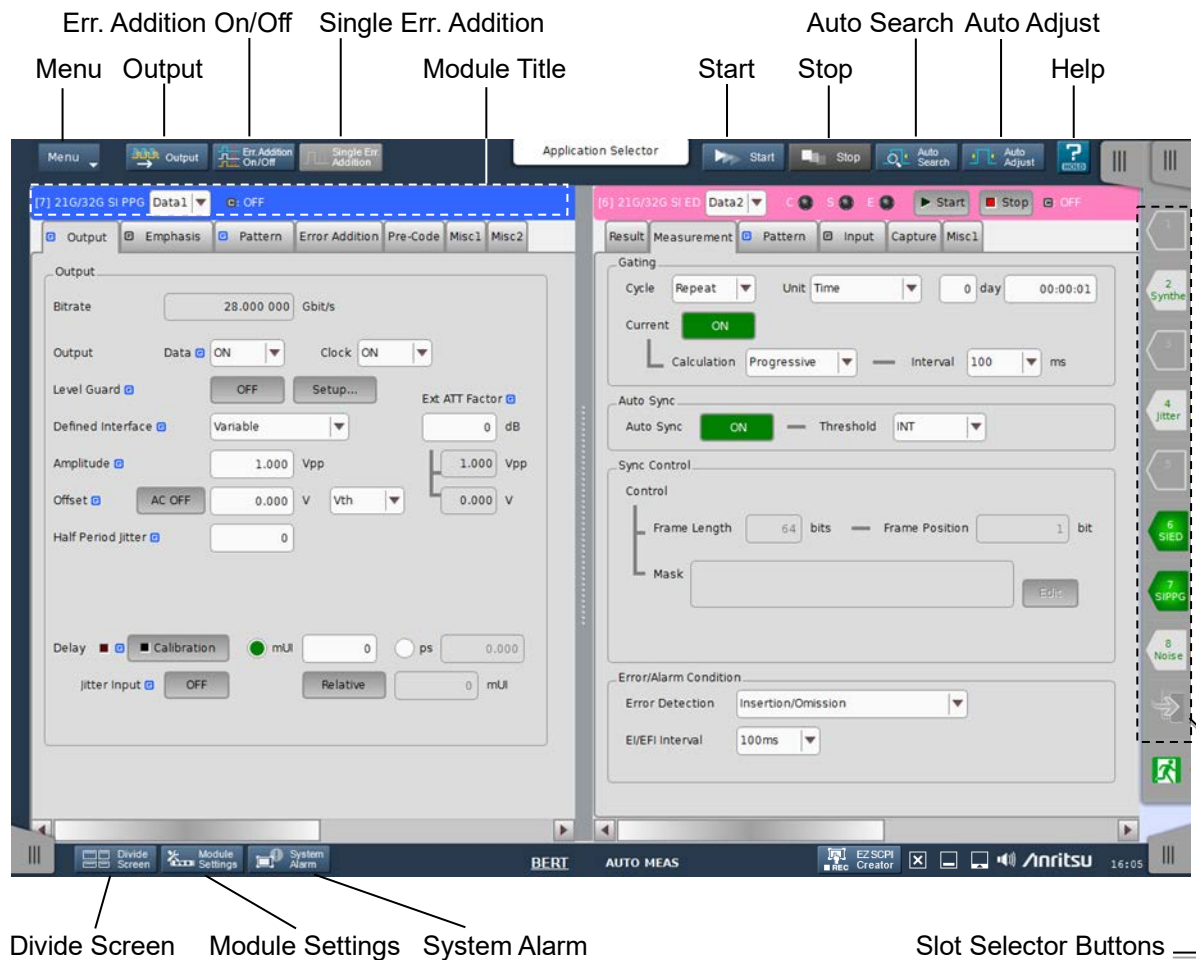 Err. Addition On/Off Single Err. Addition Auto Search Auto Adjust
Menu Output Module Title Start Stop Help
Menu Output Err. Addition On/Off Single Err. Addition Application Selector Start Stop Auto Search Auto Adjust ? HOLD
[7] 21G/32G SI PPG Data1 C: OFF
Output Emphasis Pattern Error Addition Pre-Code Misc1 Misc2
Output
Bitrate 28.000 000 Gbit/s
Output Data ON Clock ON
Level Guard OFF Setup...
Ext ATT Factor
Defined Interface Variable 0 dB
Amplitude 1.000 Vpp 1.000 Vpp
Offset AC OFF 0.000 V Vth 0.000 V
Half Period Jitter 0
Delay Calibration mUI 0 ps 0.000
Jitter Input OFF Relative 0 mUI
[6] 21G/32G SI ED Data2 C S E Start Stop C: OFF
Result Measurement Pattern Input Capture Misc1
Gating
Cycle Repeat Unit Time 0 day 00:00:01
Current ON
Calculation Progressive Interval 100 ms
Auto Sync
Auto Sync ON Threshold INT
Sync Control
Control
Frame Length 64 bits Frame Position 1 bit
Mask
Edit
Error/Alarm Condition
Error Detection Insertion/Omission
EI/EFI Interval 100ms
1
2
Synthe
3
4
Jitter
5
6
SIED
7
SIPPG
8
Noise
Divide Screen Module Settings System Alarm BERT AUTO MEAS REC EZ SCPI Creator Anritsu 16:05
Divide Screen Module Settings System Alarm Slot Selector Buttons